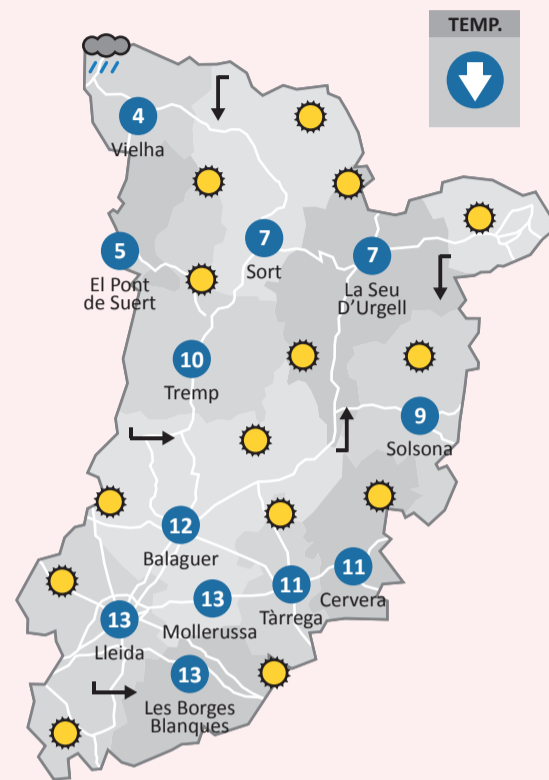 TEMP.
4
Vielha
5
El Pont
de Suert
7
Sort
7
La Seu
D'Urgell
10
Tremp
9
Solsona
12
Balaguer
11
Cervera
11
Tàrrega
13
Mollerussa
13
Lleida
13
Les Borges
Blanques